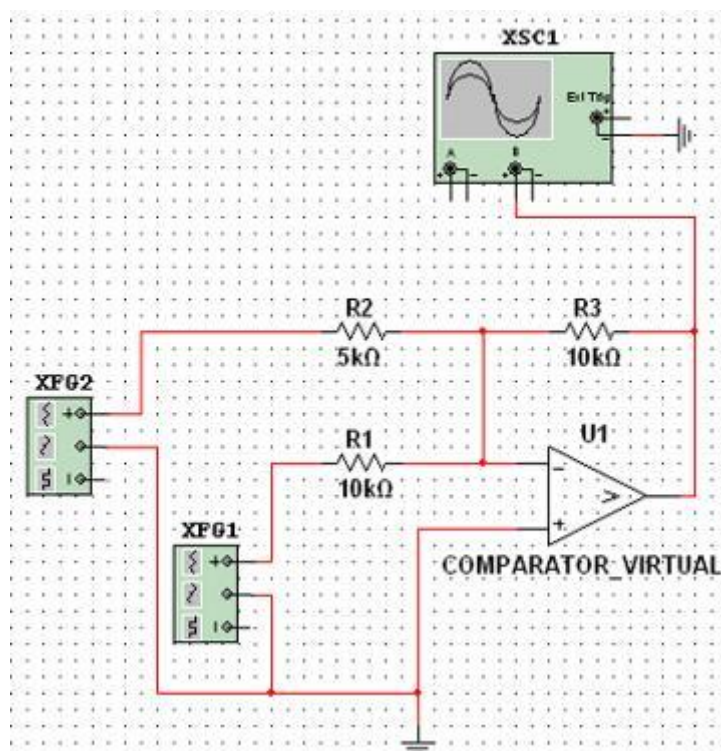 XSC1
Ext Trig
+
-
A
B
+ - + -
R2
5kΩ
R3
10kΩ
XFG2
+
I
R1
10kΩ
U1
-
+
>
COMPARATOR_VIRTUAL
XFG1
+
I